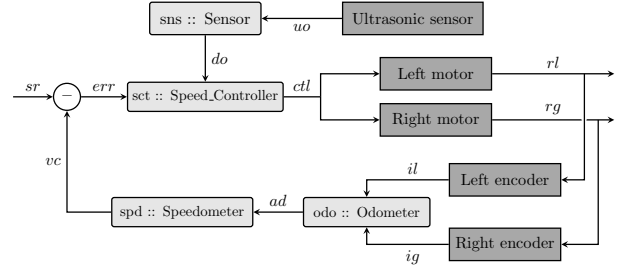 sns :: Sensor
uo
Ultrasonic sensor
do
sr
−
err
sct :: Speed_Controller
ctl
Left motor
rl
Right motor
rg
vc
il
Left encoder
spd :: Speedometer
ad
odo :: Odometer
ig
Right encoder